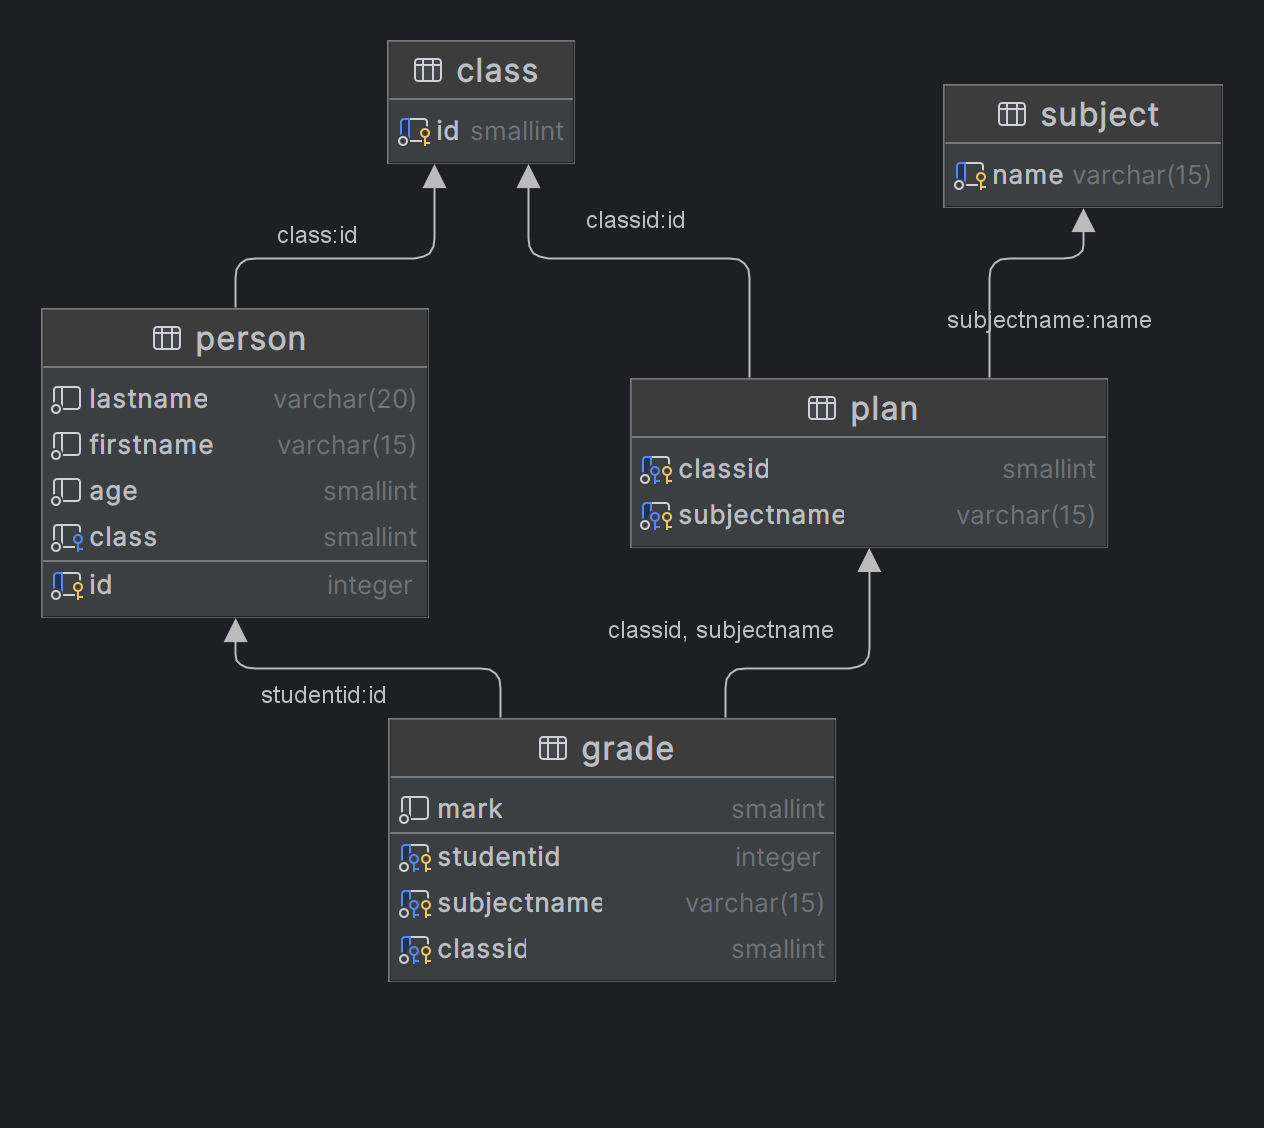 class
id smallint
subject
name varchar(15)
class:id
classid:id
subjectname:name
person
lastname varchar(20)
firstname varchar(15)
age smallint
class smallint
id integer
plan
classid smallint
subjectname varchar(15)
studentid:id
classid, subjectname
grade
mark smallint
studentid integer
subjectname varchar(15)
classid smallint